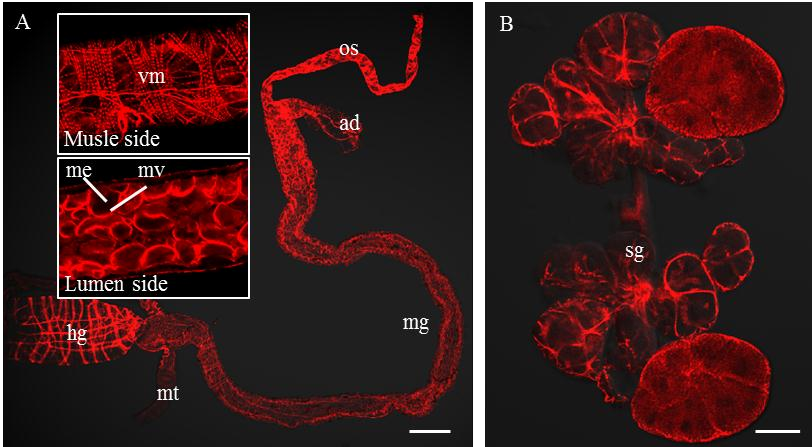 A
vm
Musle side
me mv
Lumen side
os
ad
hg
mt
mg
B
sg